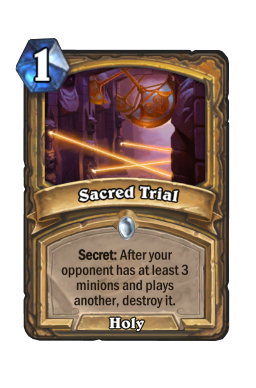 1
Sacred Trial
Secret: After your
opponent has at least 3
minions and plays
another, destroy it.
Holy